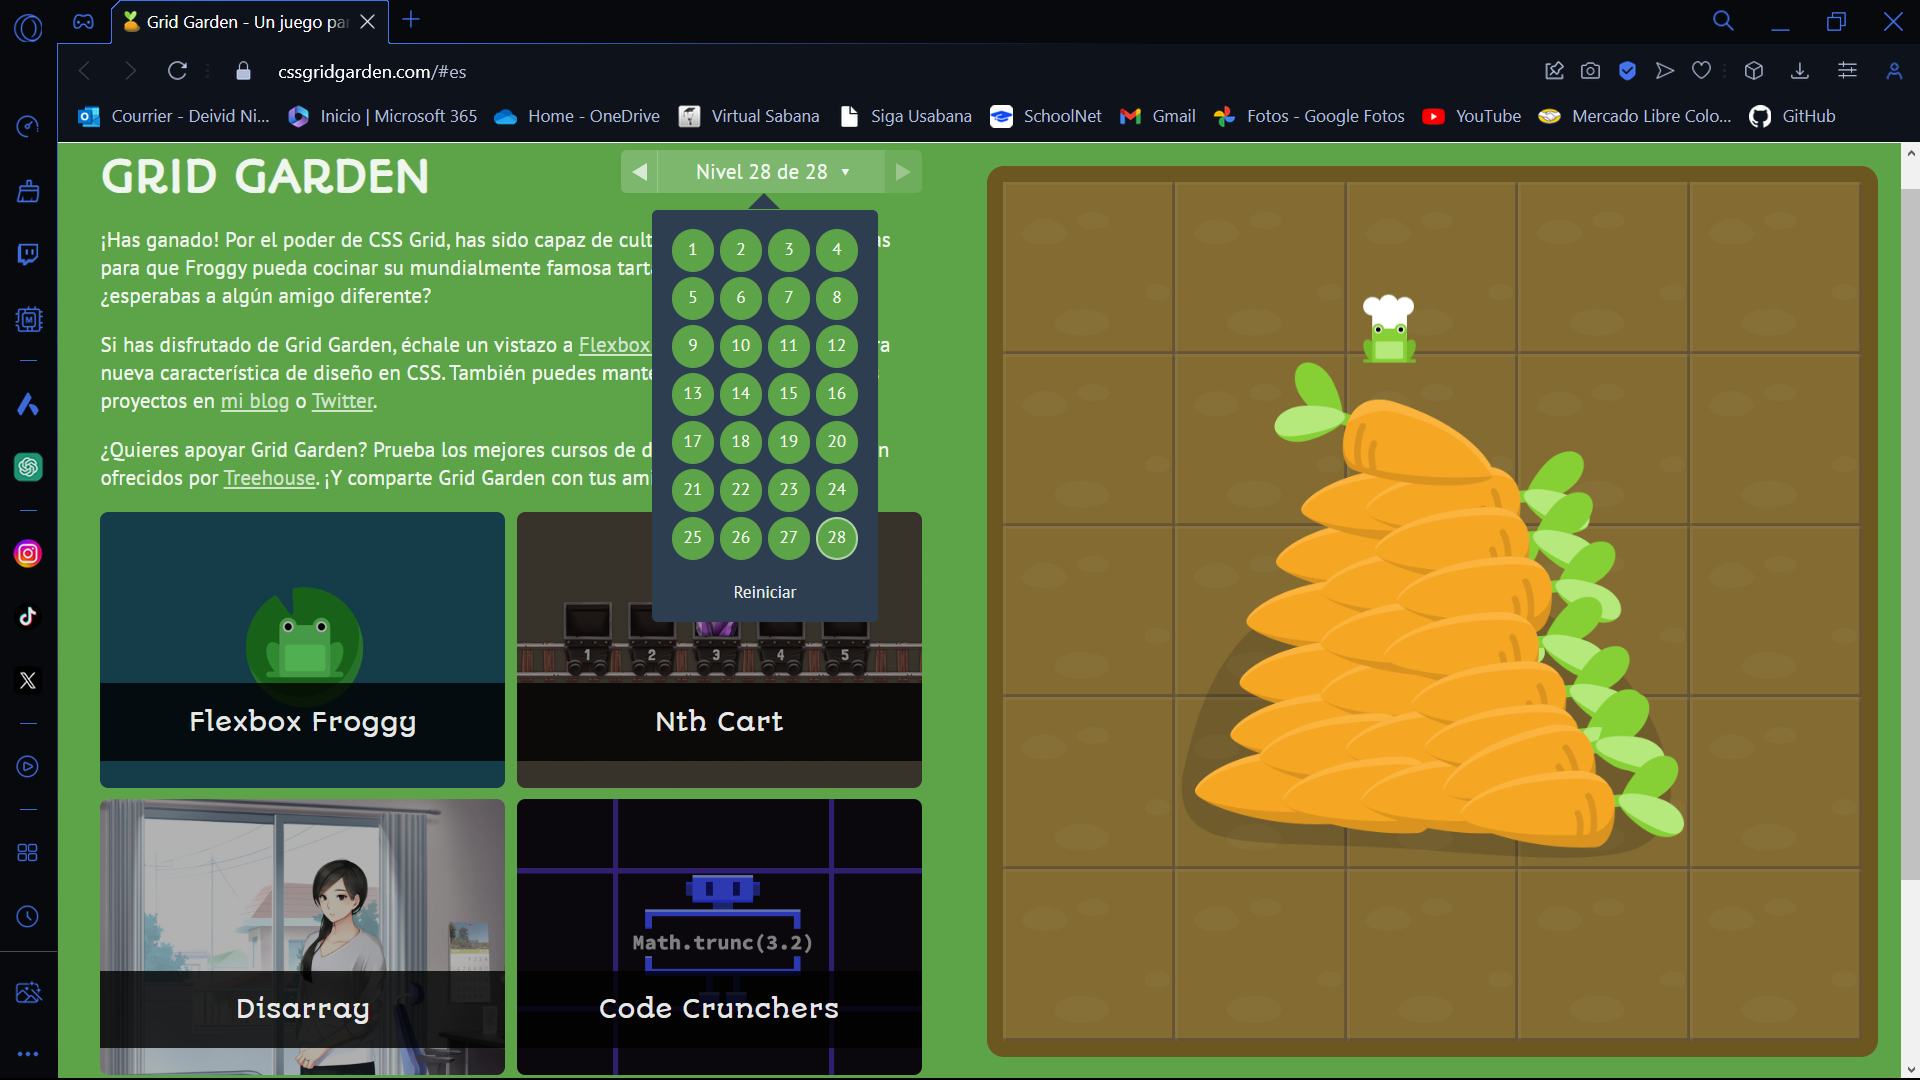 Grid Garden - Un juego par
cssgridgarden.com/#es
Courrier - Deivid Ni...
Inicio | Microsoft 365
Home - OneDrive
Virtual Sabana
Siga Usabana
SchoolNet
Gmail
Fotos - Google Fotos
YouTube
Mercado Libre Colo...
GitHub
GRID GARDEN
Nivel 28 de 28
¡Has ganado! Por el poder de CSS Grid, has sido capaz de cult as
para que Froggy pueda cocinar su mundialmente famosa tart
¿esperabas a algún amigo diferente?
Si has disfrutado de Grid Garden, échale un vistazo a Flexbox ra
nueva característica de diseño en CSS. También puedes mante
proyectos en mi blog o Twitter.
¿Quieres apoyar Grid Garden? Prueba los mejores cursos de d n
ofrecidos por Treehouse. ¡Y comparte Grid Garden con tus ami
1 2 3 4
5 6 7 8
9 10 11 12
13 14 15 16
17 18 19 20
21 22 23 24
25 26 27 28
Reiniciar
1 2 3 4 5
Flexbox Froggy
Nth Cart
Math.trunc(3.2)
Disarray
Code Crunchers